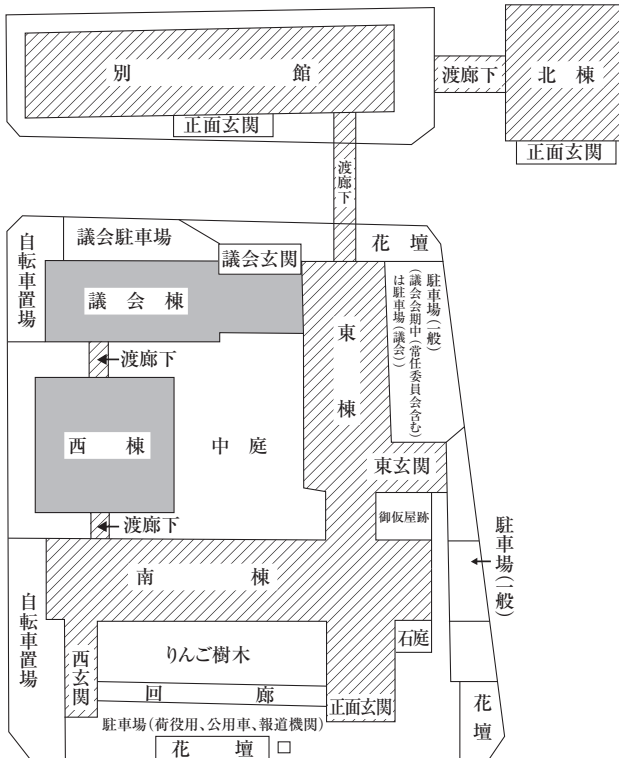 別館
渡廊下
北棟
正面玄関
正面玄関
渡廊下
自転車置場
議会駐車場
議会玄関
花壇
議会棟
東棟
駐車場(一般)
(議会会期中(常任委員会含む)
は駐車場(議会))
渡廊下
西棟
中庭
東玄関
御仮屋跡
渡廊下
駐車場(一般)
南棟
自転車置場
西玄関
りんご樹木
石庭
回廊
正面玄関
花壇
駐車場(荷役用、公用車、報道機関)
花壇